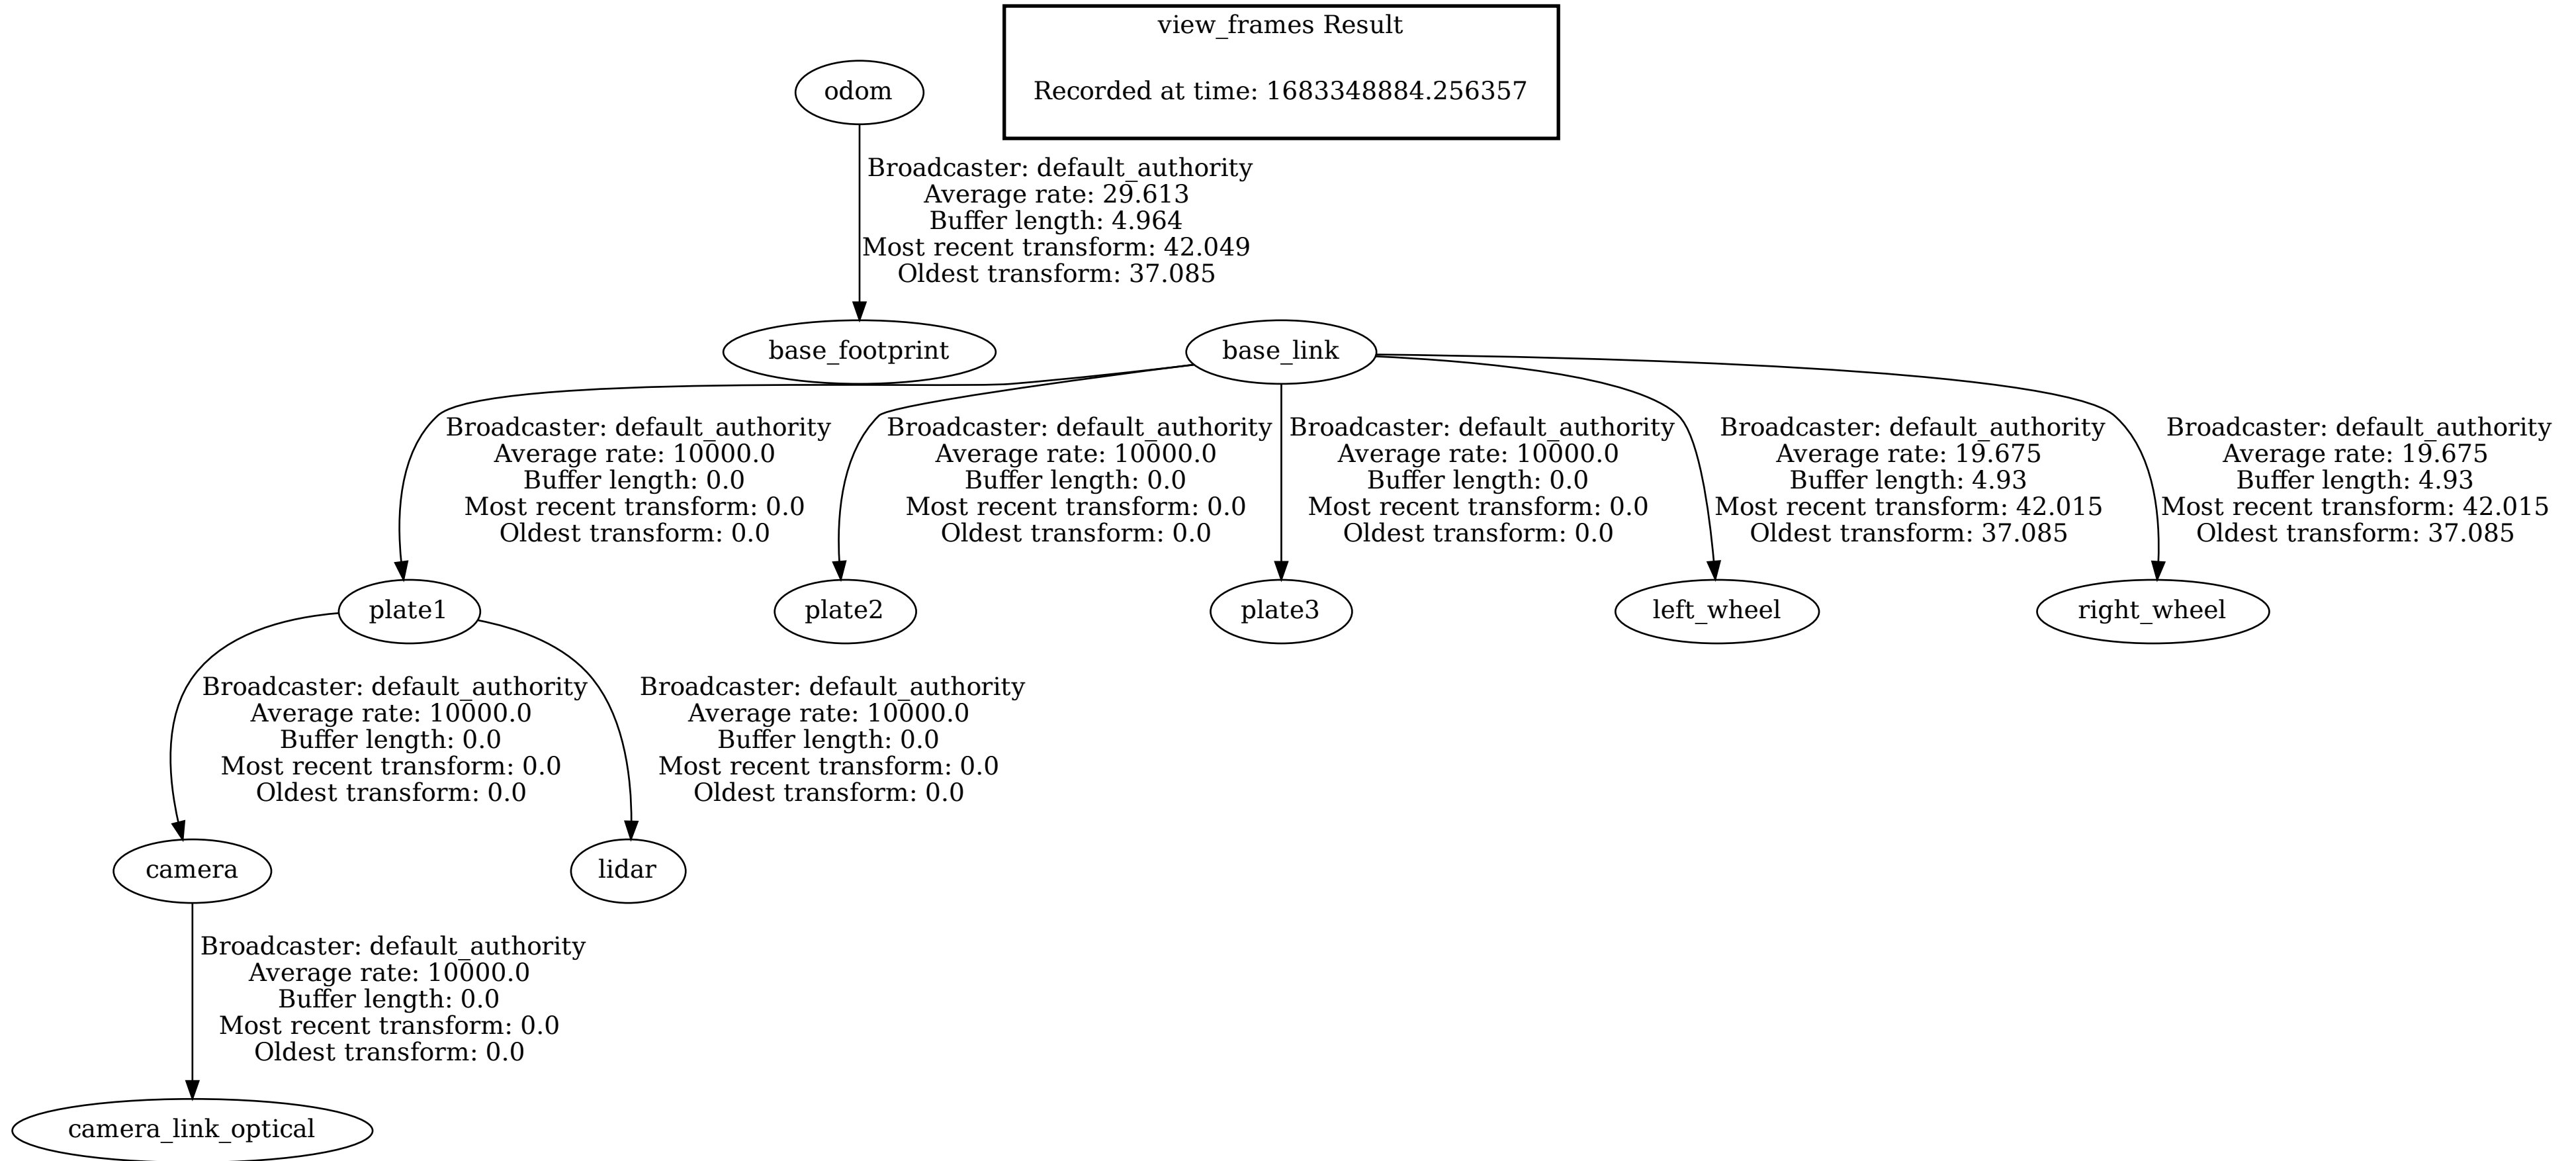 view_frames Result
Recorded at time: 1683348884.256357
odom
Broadcaster: default_authority
Average rate: 29.613
Buffer length: 4.964
Most recent transform: 42.049
Oldest transform: 37.085
base_footprint
base_link
Broadcaster: default_authority
Average rate: 10000.0
Buffer length: 0.0
Most recent transform: 0.0
Oldest transform: 0.0
Broadcaster: default_authority
Average rate: 10000.0
Buffer length: 0.0
Most recent transform: 0.0
Oldest transform: 0.0
Broadcaster: default_authority
Average rate: 10000.0
Buffer length: 0.0
Most recent transform: 0.0
Oldest transform: 0.0
Broadcaster: default_authority
Average rate: 19.675
Buffer length: 4.93
Most recent transform: 42.015
Oldest transform: 37.085
Broadcaster: default_authority
Average rate: 19.675
Buffer length: 4.93
Most recent transform: 42.015
Oldest transform: 37.085
plate1
plate2
plate3
left_wheel
right_wheel
Broadcaster: default_authority
Average rate: 10000.0
Buffer length: 0.0
Most recent transform: 0.0
Oldest transform: 0.0
Broadcaster: default_authority
Average rate: 10000.0
Buffer length: 0.0
Most recent transform: 0.0
Oldest transform: 0.0
camera
lidar
Broadcaster: default_authority
Average rate: 10000.0
Buffer length: 0.0
Most recent transform: 0.0
Oldest transform: 0.0
camera_link_optical